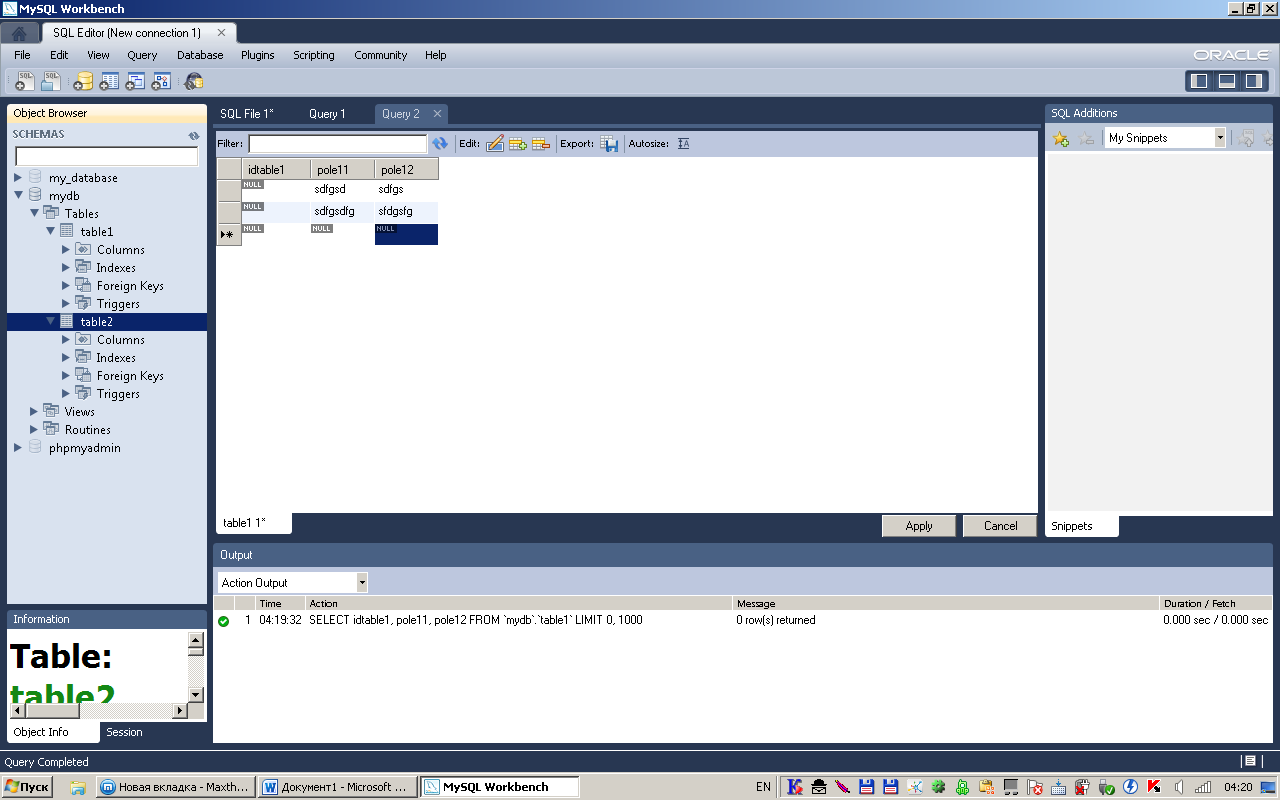 MySQL Workbench
SQL Editor (New connection 1)
File Edit View Query Database Plugins Scripting Community Help
ORACLE
Object Browser
SCHEMAS
my_database
mydb
Tables
table1
Columns
Indexes
Foreign Keys
Triggers
table2
Columns
Indexes
Foreign Keys
Triggers
Views
Routines
phpmyadmin
Information
Table:
table2
Object Info Session
SQL File 1* Query 1 Query 2
Filter: Edit: Export: Autosize:
idtable1 pole11 pole12
NULL sdfgsd sdfgs
NULL sdfgsdfg sfdgsfg
NULL NULL NULL
table1 1*
Apply Cancel
SQL Additions
My Snippets
Snippets
Output
Action Output
Time Action Message Duration / Fetch
1 04:19:32 SELECT idtable1, pole11, pole12 FROM `mydb`.`table1` LIMIT 0, 1000 0 row(s) returned 0.000 sec / 0.000 sec
Query Completed
Пуск Новая вкладка - Maxth... Документ1 - Microsoft ... MySQL Workbench EN 04:20